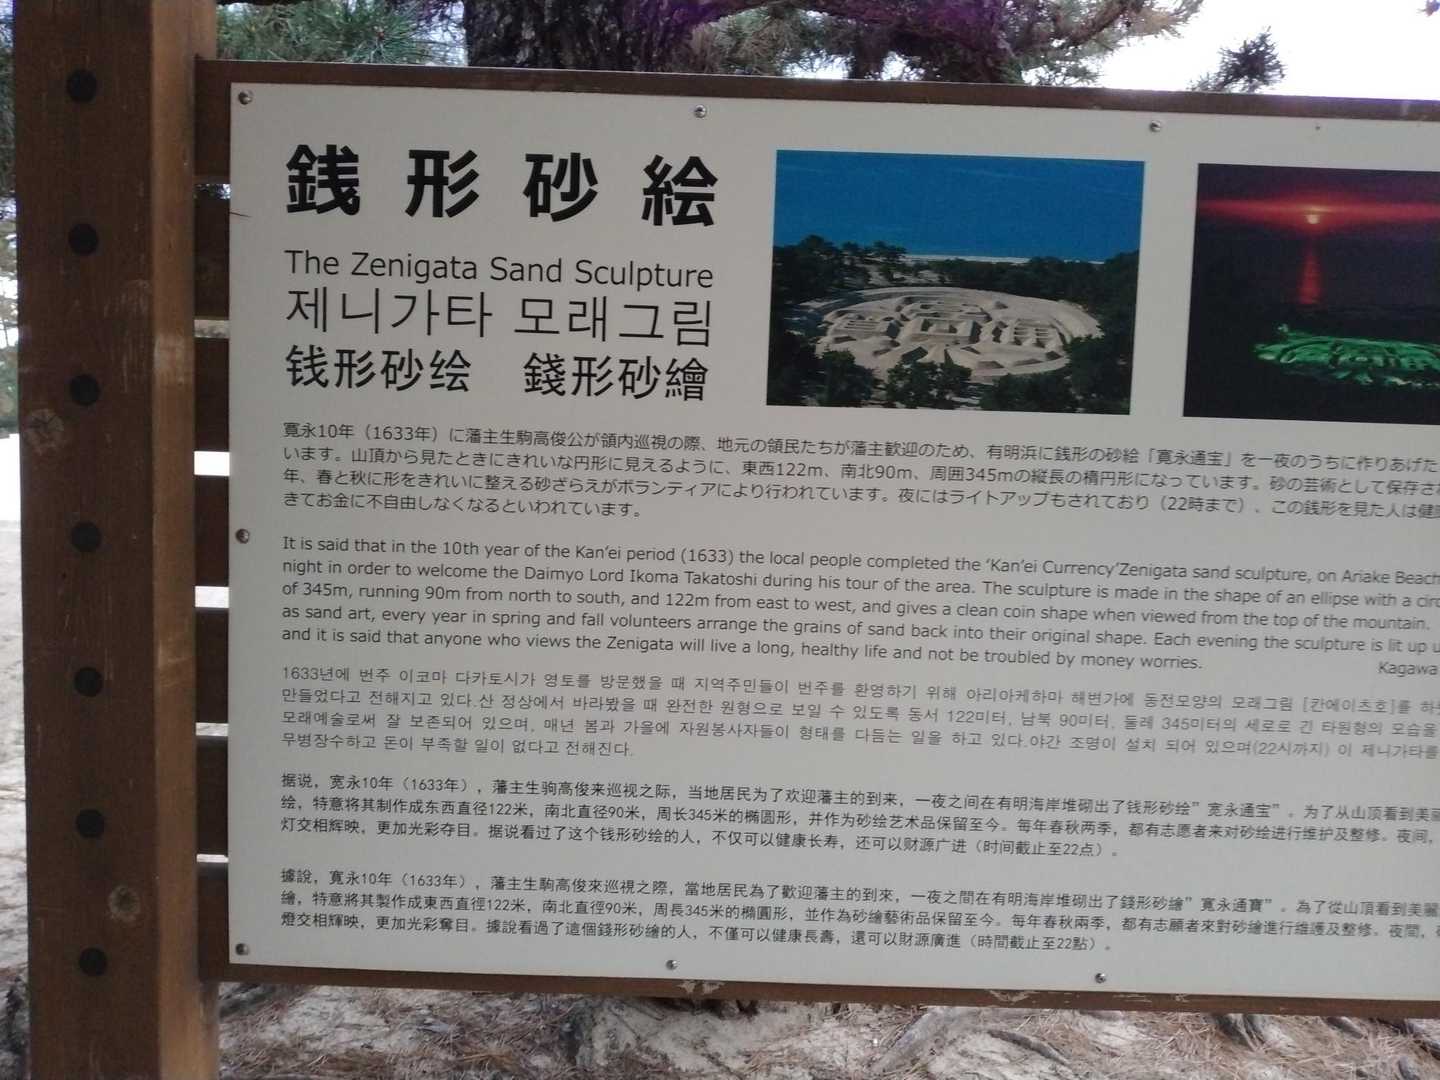 銭形砂絵
The Zenigata Sand Sculpture
제니가타 모래그림
钱形砂绘 錢形砂繪
寛永10年（1633年）に藩主生駒高俊公が領内巡視の際、地元の領民たちが藩主歓迎のため、有明浜に銭形の砂絵「寛永通宝」を一夜のうちに作りあげた
います。山頂から見たときにきれいな円形に見えるように、東西122m、南北90m、周囲345mの縦長の楕円形になっています。砂の芸術として保存さ
年、春と秋に形をきれいに整える砂ざらえがボランティアにより行われています。夜にはライトアップもされており（22時まで）、この銭形を見た人は健
きてお金に不自由しなくなるといわれています。
It is said that in the 10th year of the Kan’ei period (1633) the local people completed the ‘Kan’ei Currency’Zenigata sand sculpture, on Ariake Beach
night in order to welcome the Daimyo Lord Ikoma Takatoshi during his tour of the area. The sculpture is made in the shape of an ellipse with a
of 345m, running 90m from north to south, and 122m from east to west, and gives a clean coin shape when viewed from the top of the mountain.
as sand art, every year in spring and fall volunteers arrange the grains of sand back into their original shape. Each evening the sculpture is lit up
and it is said that anyone who views the Zenigata will live a long, healthy life and not be troubled by money worries.
Kagawa
1633년에 번주 이코마 다카토시가 영토를 방문했을 때 지역주민들이 번주를 환영하기 위해 아리아케하마 해변가에 동전모양의 모래그림 [칸에이츠호]를
만들었다고 전해지고 있다.산 정상에서 바라봤을 때 완전한 원형으로 보일 수 있도록 동서 122미터, 남북 90미터, 둘레 345미터의 세로로 긴 타원형의 모습을
모래예술로써 잘 보존되어 있으며, 매년 봄과 가을에 자원봉사자들이 형태를 다듬는 일을 하고 있다.야간 조명이 설치 되어 있으며(22시까지) 이 제니가타를
무병장수하고 돈이 부족할 일이 없다고 전해진다.
据说，宽永10年（1633年），藩主生驹高俊来巡视之际，当地居民为了欢迎藩主的到来，一夜之间在有明海岸堆砌出了钱形砂绘”宽永通宝”。为了从山顶看到美丽
绘，特意将其制作成东西直径122米，南北直径90米，周长345米的椭圆形，并作为砂绘艺术品保留至今。每年春秋两季，都有志愿者来对砂绘进行维护及整修。夜间，
灯交相辉映，更加光彩夺目。据说看过了这个钱形砂绘的人，不仅可以健康长寿，还可以财源广进（时间截止至22点）。
據說，寬永10年（1633年），藩主生駒高俊來巡視之際，當地居民為了歡迎藩主的到來，一夜之間在有明海岸堆砌出了錢形砂繪”寬永通寶”。為了從山頂看到美麗
繪，特意將其製作成東西直徑122米，南北直徑90米，周長345米的橢圓形，並作為砂繪藝術品保留至今。每年春秋兩季，都有志願者來對砂繪進行維護及整修。夜間，
燈交相輝映，更加光彩奪目。據說看過了這個錢形砂繪的人，不僅可以健康長壽，還可以財源廣進（時間截止至22點）。